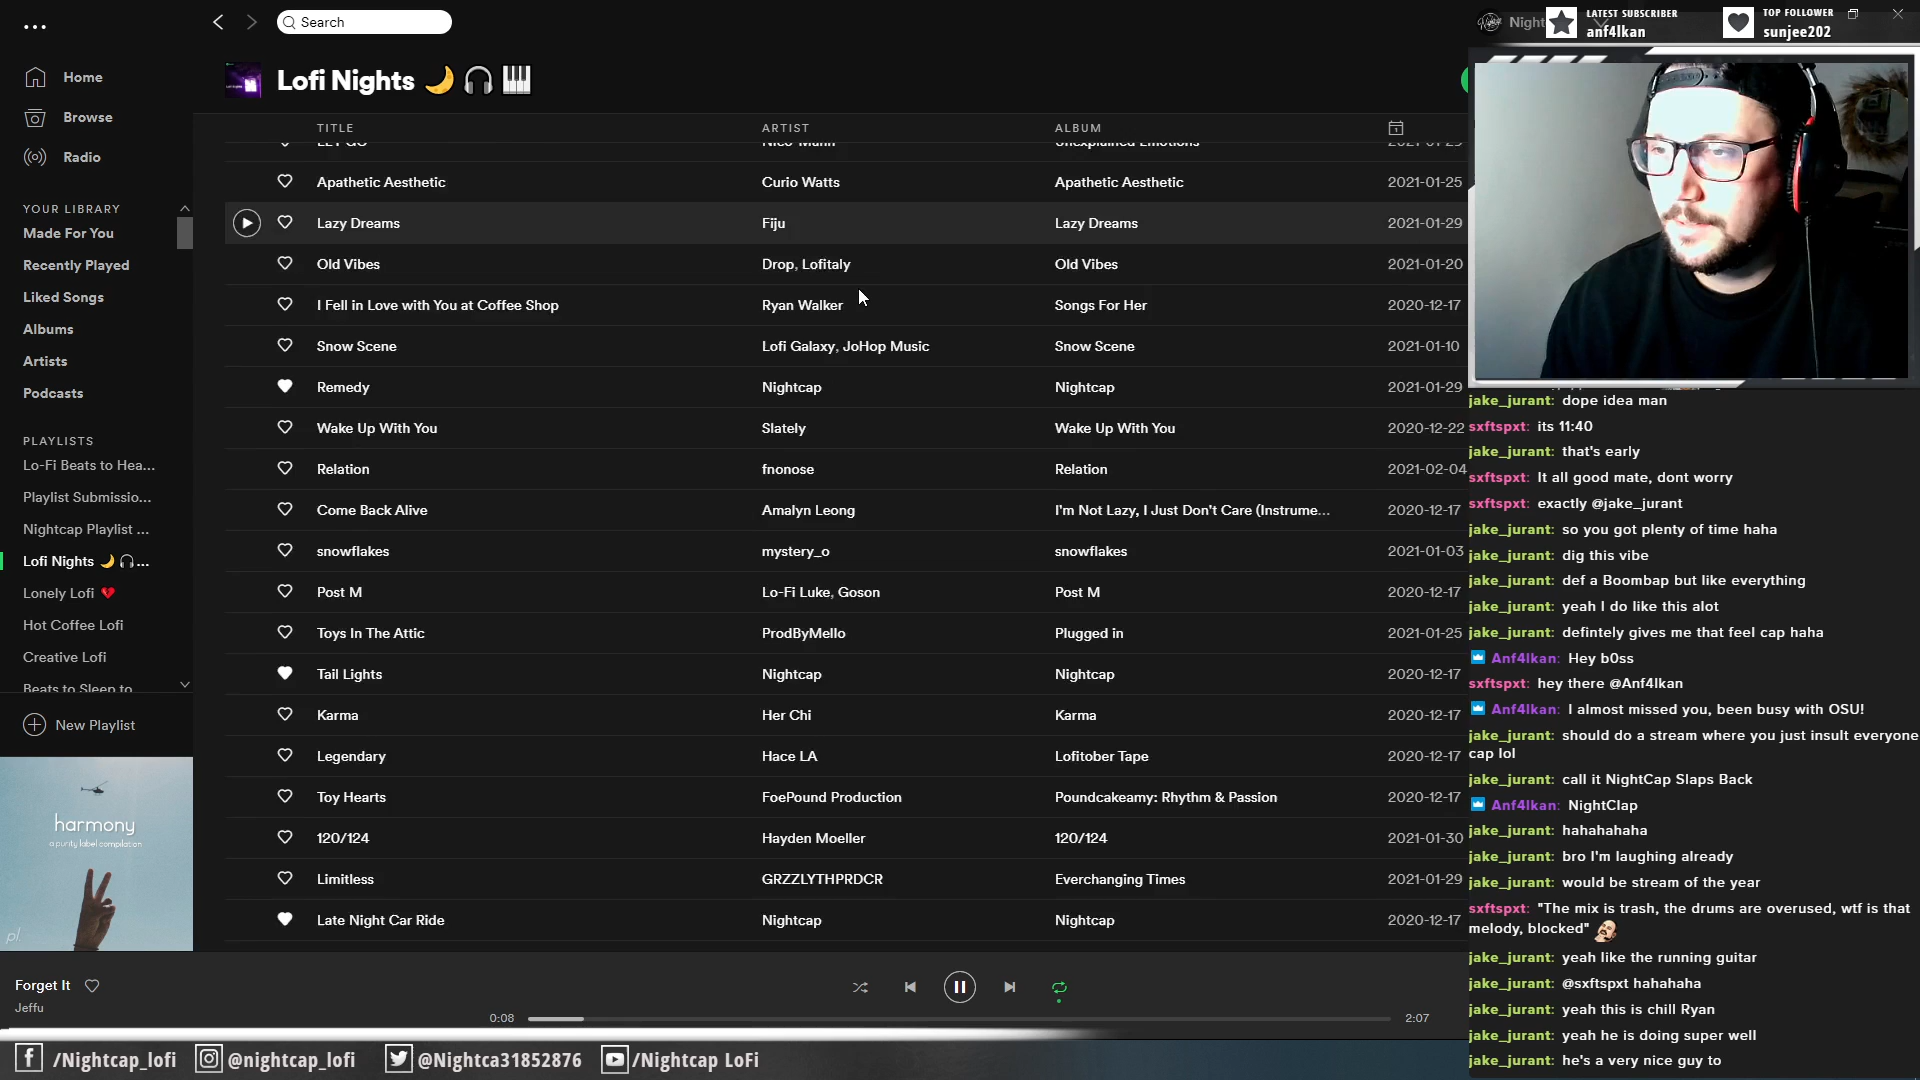 Search
Night
LATEST SUBSCRIBER
anf4lkan
TOP FOLLOWER
sunjee202
Home
Browse
Radio
YOUR LIBRARY
Made For You
Recently Played
Liked Songs
Albums
Artists
Podcasts
PLAYLISTS
Lo-Fi Beats to Hea...
Playlist Submissio...
Nightcap Playlist ...
Lofi Nights 🌙🎧...
Lonely Lofi 💔
Hot Coffee Lofi
Creative Lofi
Beats to Sleep to
New Playlist
harmony
a purity label compilation
pl
Lofi Nights 🌙🎧🎹
TITLE ARTIST ALBUM
LET GO Nico Mann Unexplained Emotions 2021-01-29
Apathetic Aesthetic Curio Watts Apathetic Aesthetic 2021-01-25
Lazy Dreams Fiju Lazy Dreams 2021-01-29
Old Vibes Drop, Lofitaly Old Vibes 2021-01-20
I Fell in Love with You at Coffee Shop Ryan Walker Songs For Her 2020-12-17
Snow Scene Lofi Galaxy, JoHop Music Snow Scene 2021-01-10
Remedy Nightcap Nightcap 2021-01-29
Wake Up With You Slately Wake Up With You 2020-12-22
Relation fnonose Relation 2021-02-04
Come Back Alive Amalyn Leong I'm Not Lazy, I Just Don't Care (Instrume... 2020-12-17
snowflakes mystery_o snowflakes 2021-01-03
Post M Lo-Fi Luke, Goson Post M 2020-12-17
Toys In The Attic ProdByMello Plugged in 2021-01-25
Tail Lights Nightcap Nightcap 2020-12-17
Karma Her Chi Karma 2020-12-17
Legendary Hace LA Lofitober Tape 2020-12-17
Toy Hearts FoePound Production Poundcakeamy: Rhythm & Passion 2020-12-17
120/124 Hayden Moeller 120/124 2021-01-30
Limitless GRZZLYTHPRDCR Everchanging Times 2021-01-29
Late Night Car Ride Nightcap Nightcap 2020-12-17
jake_jurant: dope idea man
sxftspxt: its 11:40
jake_jurant: that's early
sxftspxt: It all good mate, dont worry
sxftspxt: exactly @jake_jurant
jake_jurant: so you got plenty of time haha
jake_jurant: dig this vibe
jake_jurant: def a Boombap but like everything
jake_jurant: yeah I do like this alot
jake_jurant: defintely gives me that feel cap haha
Anf4lkan: Hey b0ss
sxftspxt: hey there @Anf4lkan
Anf4lkan: I almost missed you, been busy with OSU!
jake_jurant: should do a stream where you just insult everyone
cap lol
jake_jurant: call it NightCap Slaps Back
Anf4lkan: NightClap
jake_jurant: hahahahaha
jake_jurant: bro I'm laughing already
jake_jurant: would be stream of the year
sxftspxt: "The mix is trash, the drums are overused, wtf is that
melody, blocked"
jake_jurant: yeah like the running guitar
jake_jurant: @sxftspxt hahahaha
jake_jurant: yeah this is chill Ryan
jake_jurant: yeah he is doing super well
jake_jurant: he's a very nice guy to
Forget It
Jeffu
0:08
2:07
/Nightcap_lofi
@nightcap_lofi
@Nightca31852876
/Nightcap LoFi